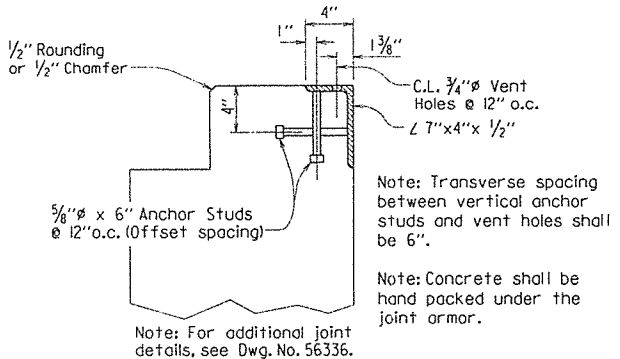 4"
1"
1⅜"
½" Rounding
or ½" Chamfer
4"
C.L. ¾"Ø Vent
Holes @ 12" o.c.
∠ 7"x4"x ½"
⅝"Ø x 6" Anchor Studs
@ 12"o.c. (Offset spacing)
Note: Transverse spacing
between vertical anchor
studs and vent holes shall
be 6".
Note: Concrete shall be
hand packed under the
joint armor.
Note: For additional joint
details, see Dwg. No. 56336.